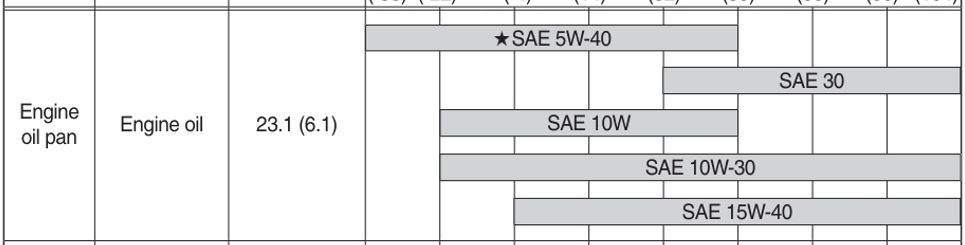 ★SAE 5W-40
SAE 30
Engine
oil pan
Engine oil
23.1 (6.1)
SAE 10W
SAE 10W-30
SAE 15W-40